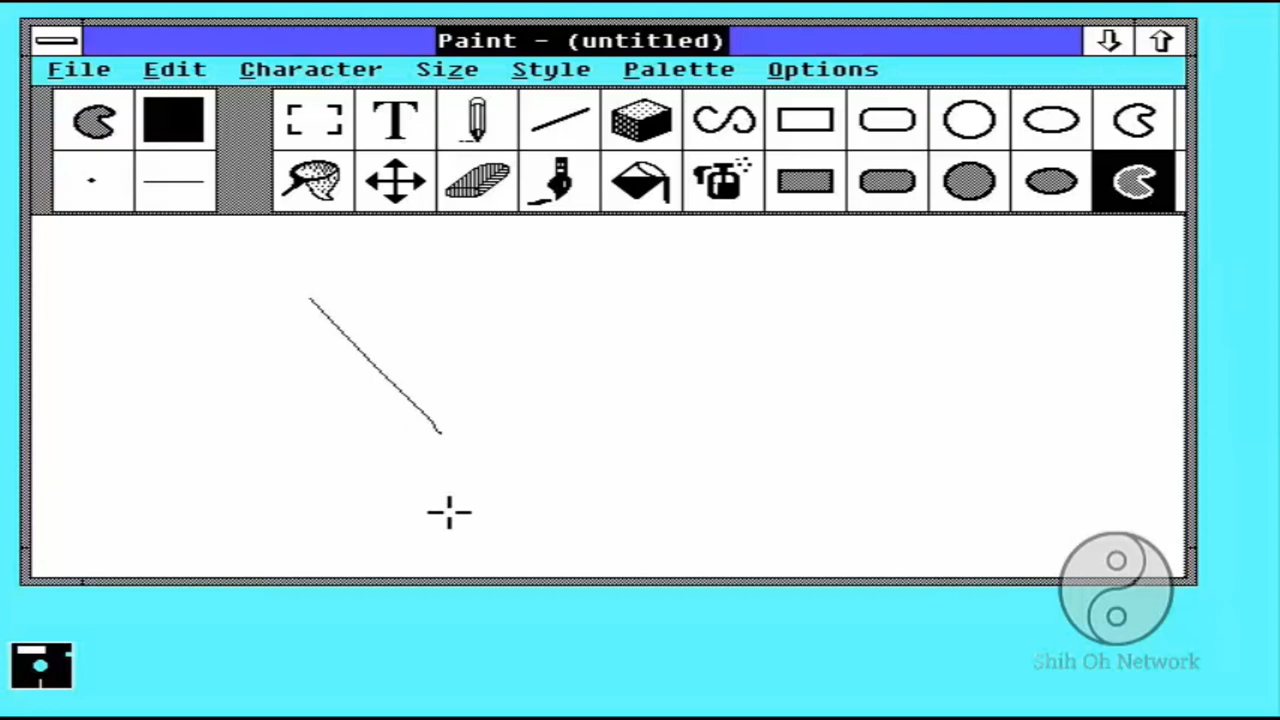 Paint - (untitled)
File Edit Character Size Style Palette Options
T
Shih Oh Network